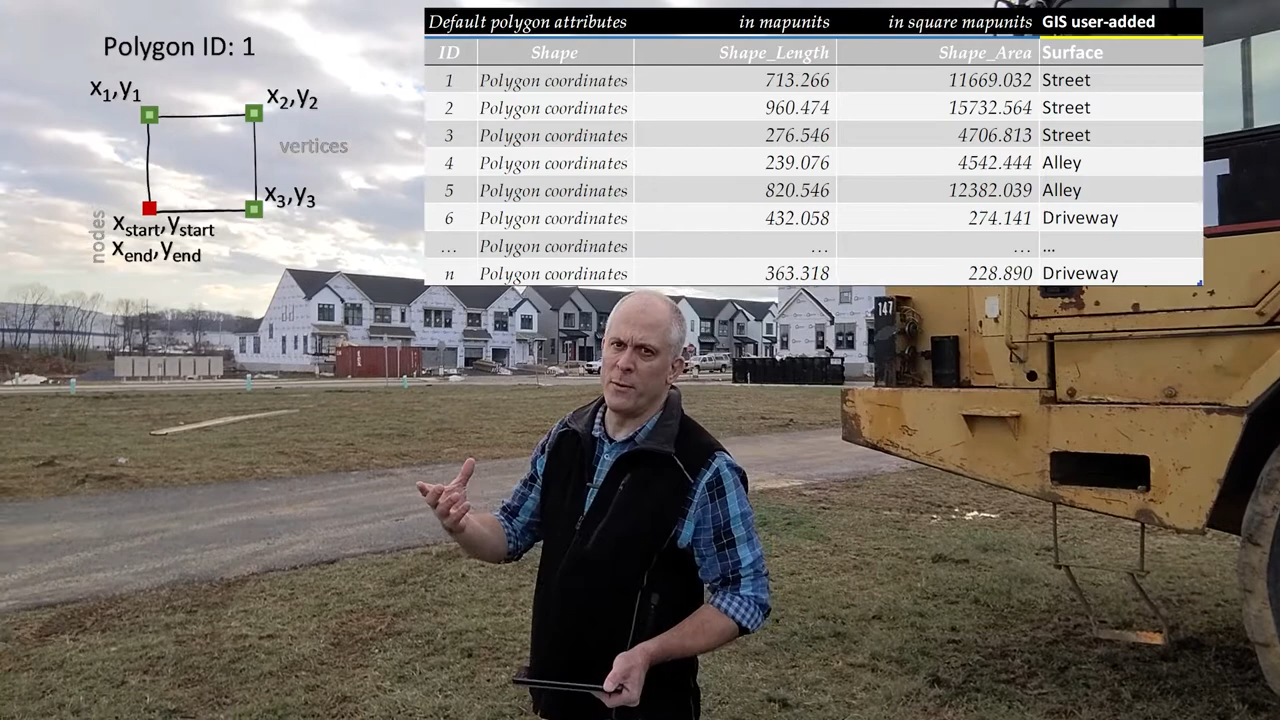 Polygon ID: 1
x1,y1
x2,y2
vertices
x3,y3
nodes
xstart,ystart
xend,yend
Default polygon attributes in mapunits in square mapunits GIS user-added
ID Shape Shape_Length Shape_Area Surface
1 Polygon coordinates 713.266 11669.032 Street
2 Polygon coordinates 960.474 15732.564 Street
3 Polygon coordinates 276.546 4706.813 Street
4 Polygon coordinates 239.076 4542.444 Alley
5 Polygon coordinates 820.546 12382.039 Alley
6 Polygon coordinates 432.058 274.141 Driveway
... Polygon coordinates ... ... ...
n Polygon coordinates 363.318 228.890 Driveway
147